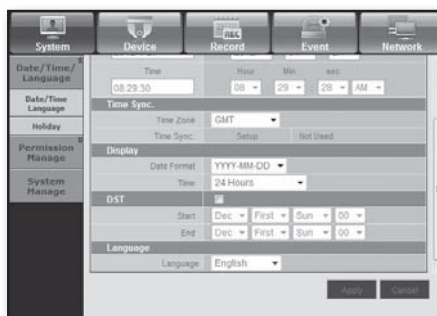 System Device Record Event Network
REC
Date/Time/
Language
Date/Time
Language
Holiday
Permission
Manage
System
Manage
Time Hour Min sec
08:29:30 08 29 28 AM
Time Sync.
Time Zone GMT
Time Sync. Setup Not Used
Display
Date Format YYYY-MM-DD
Time 24 Hours
DST
Start Dec First Sun 00
End Dec First Sun 00
Language
Language English
Apply Cancel